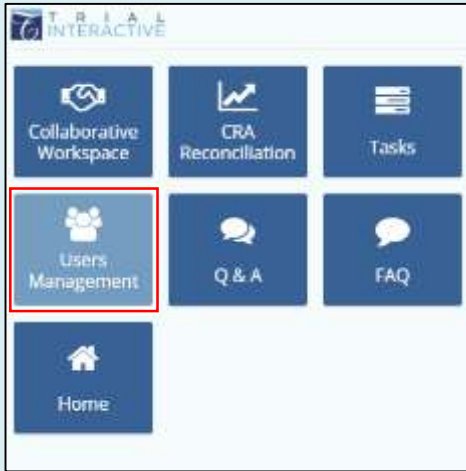 TRIAL
INTERACTIVE
Collaborative
Workspace
CRA
Reconciliation
Tasks
Users
Management
Q & A
FAQ
Home